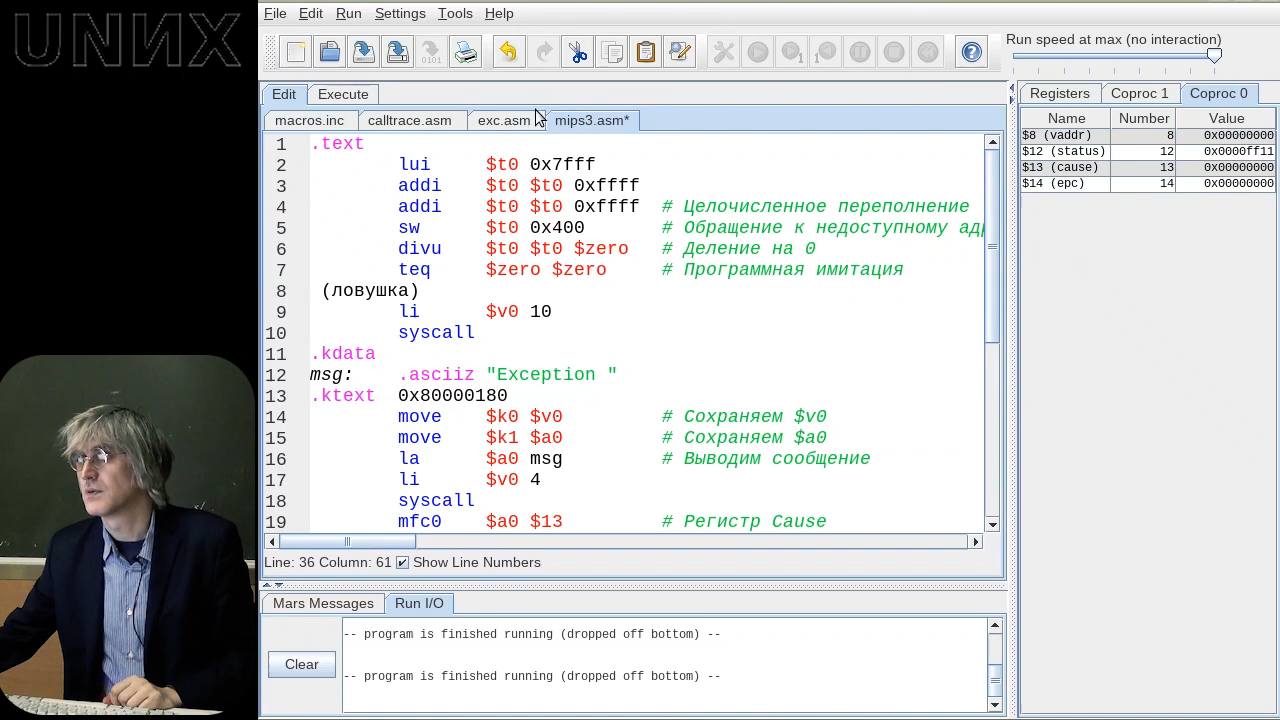 UNИX
File Edit Run Settings Tools Help
Run speed at max (no interaction)
Edit Execute
macros.inc calltrace.asm exc.asm mips3.asm*
1 .text
2 lui $t0 0x7fff
3 addi $t0 $t0 0xffff
4 addi $t0 $t0 0xffff # Целочисленное переполнение
5 sw $t0 0x400 # Обращение к недоступному адр
6 divu $t0 $t0 $zero # Деление на 0
7 teq $zero $zero # Программная имитация
8 (ловушка)
9 li $v0 10
10 syscall
11 .kdata
12 msg: .asciiz "Exception "
13 .ktext 0x80000180
14 move $k0 $v0 # Сохраняем $v0
15 move $k1 $a0 # Сохраняем $a0
16 la $a0 msg # Выводим сообщение
17 li $v0 4
18 syscall
19 mfc0 $a0 $13 # Регистр Cause
Line: 36 Column: 61 Show Line Numbers
Mars Messages Run I/O
Clear
-- program is finished running (dropped off bottom) --
-- program is finished running (dropped off bottom) --
Registers Coproc 1 Coproc 0
Name Number Value
$8 (vaddr) 8 0x00000000
$12 (status) 12 0x0000ff11
$13 (cause) 13 0x00000000
$14 (epc) 14 0x00000000